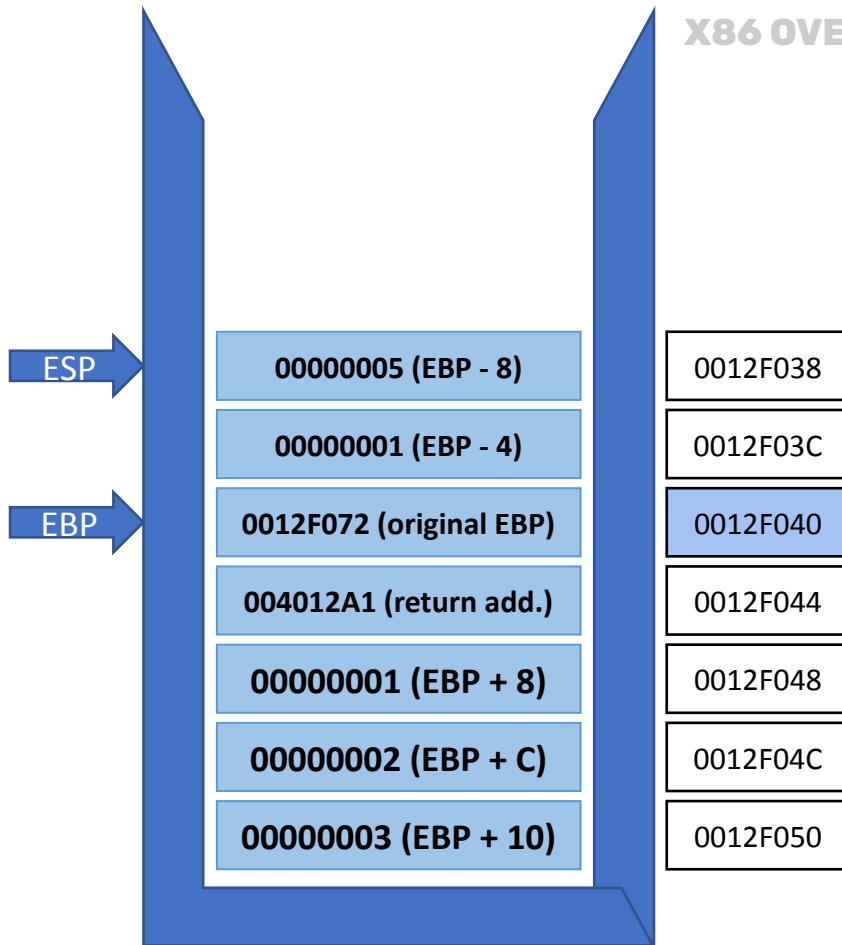 X86 OVE
ESP
00000005 (EBP - 8)
0012F038
00000001 (EBP - 4)
0012F03C
EBP
0012F072 (original EBP)
0012F040
004012A1 (return add.)
0012F044
00000001 (EBP + 8)
0012F048
00000002 (EBP + C)
0012F04C
00000003 (EBP + 10)
0012F050